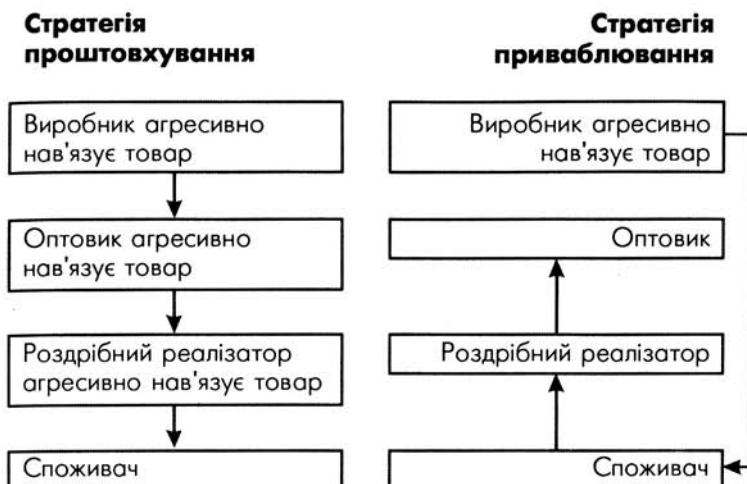 Стратегія
проштовхування
Виробник агресивно
нав'язує товар
Оптовик агресивно
нав'язує товар
Роздрібний реалізатор
агресивно нав'язує товар
Споживач
Стратегія
приваблювання
Виробник агресивно
нав'язує товар
Оптовик
Роздрібний реалізатор
Споживач